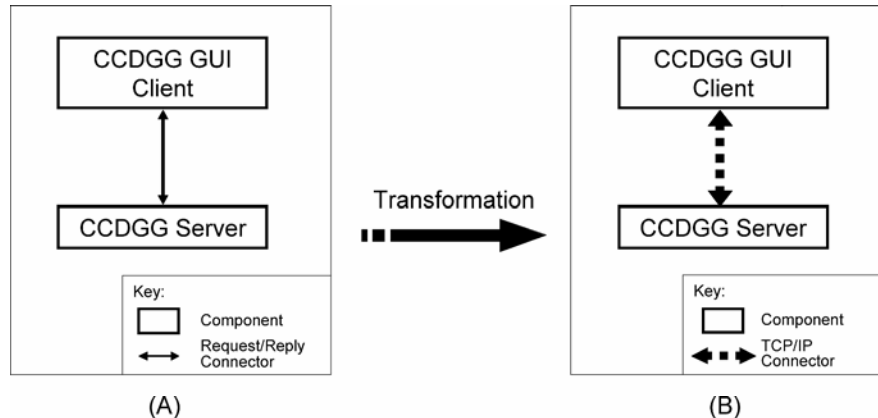 CCDGG GUI
Client
CCDGG Server
Key:
Component
Request/Reply
Connector
(A)
Transformation
CCDGG GUI
Client
CCDGG Server
Key:
Component
TCP/IP
Connector
(B)